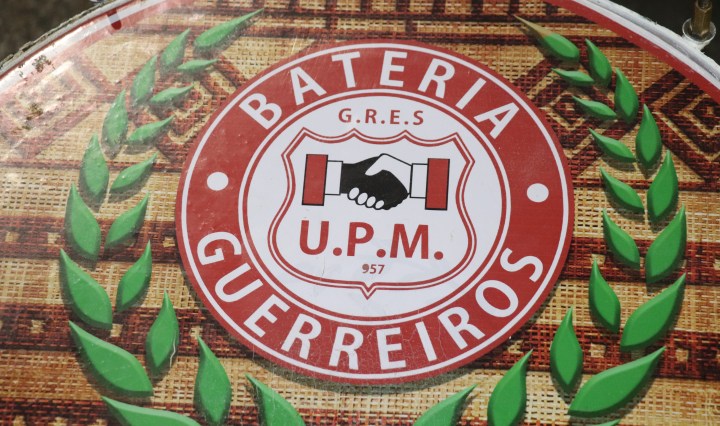 BATERIA
G.R.E.S
U.P.M.
957
GUERREIROS